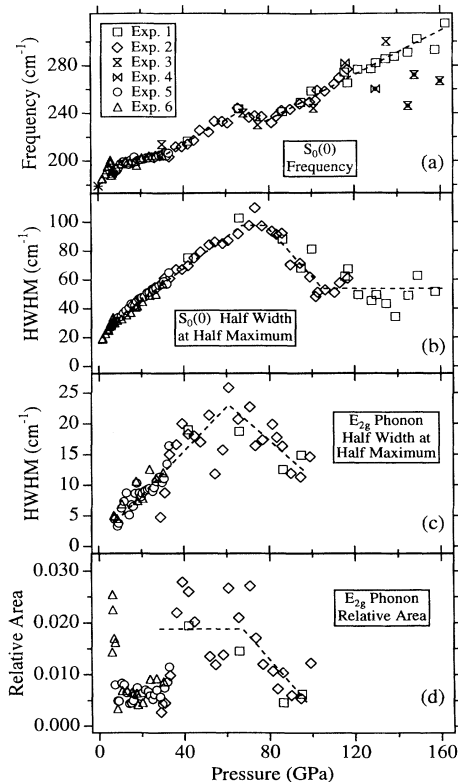 280
240
200
Frequency (cm⁻¹)
Exp. 1
Exp. 2
Exp. 3
Exp. 4
Exp. 5
Exp. 6
S₀(0)
Frequency
(a)
100
80
60
40
20
0
HWHM (cm⁻¹)
S₀(0) Half Width
at Half Maximum
(b)
25
20
15
10
5
0
HWHM (cm⁻¹)
E₂g Phonon
Half Width at
Half Maximum
(c)
0.030
0.020
0.010
0.000
Relative Area
E₂g Phonon
Relative Area
(d)
0 40 80 120 160
Pressure (GPa)